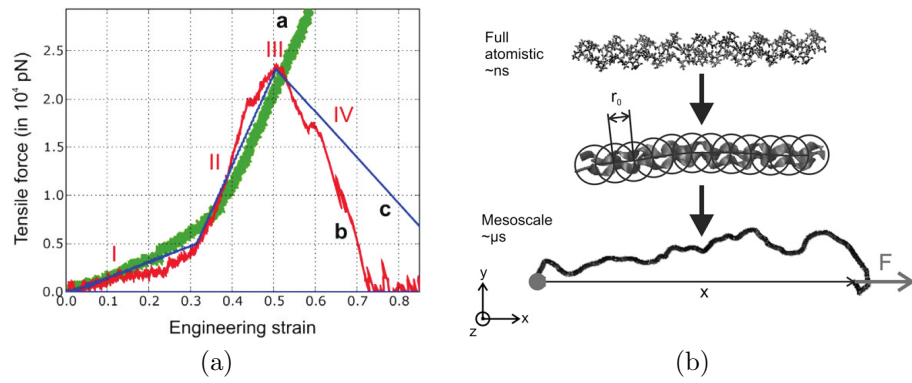 Tensile force (in 10⁴ pN)
2.5
2.0
1.5
1.0
0.5
0.0
0.0 0.1 0.2 0.3 0.4 0.5 0.6 0.7 0.8
Engineering strain
a
III
IV
II
I
b
c
(a)
Full
atomistic
~ns
r₀
Mesoscale
~μs
F
y
x
z
x
(b)